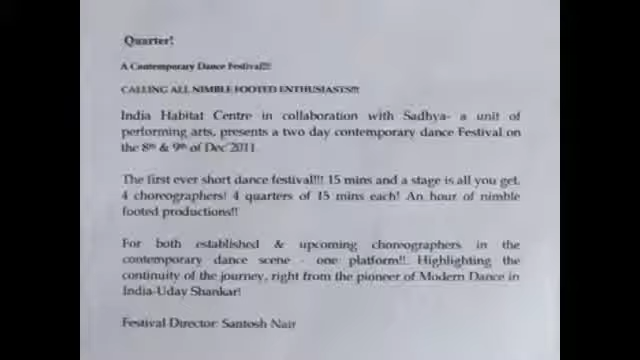 Quarter!
A Contemporary Dance Festival!!!
CALLING ALL NIMBLE FOOTED ENTHUSIASTS!!!
India Habitat Centre in collaboration with Sadhya- a unit of
performing arts, presents a two day contemporary dance Festival on
the 8th & 9th of Dec'2011.
The first ever short dance festival!!! 15 mins and a stage is all you get,
4 choreographers! 4 quarters of 15 mins each! An hour of nimble
footed productions!!
For both established & upcoming choreographers in the
contemporary dance scene - one platform!!. Highlighting the
continuity of the journey, right from the pioneer of Modern Dance in
India-Uday Shankar!
Festival Director: Santosh Nair